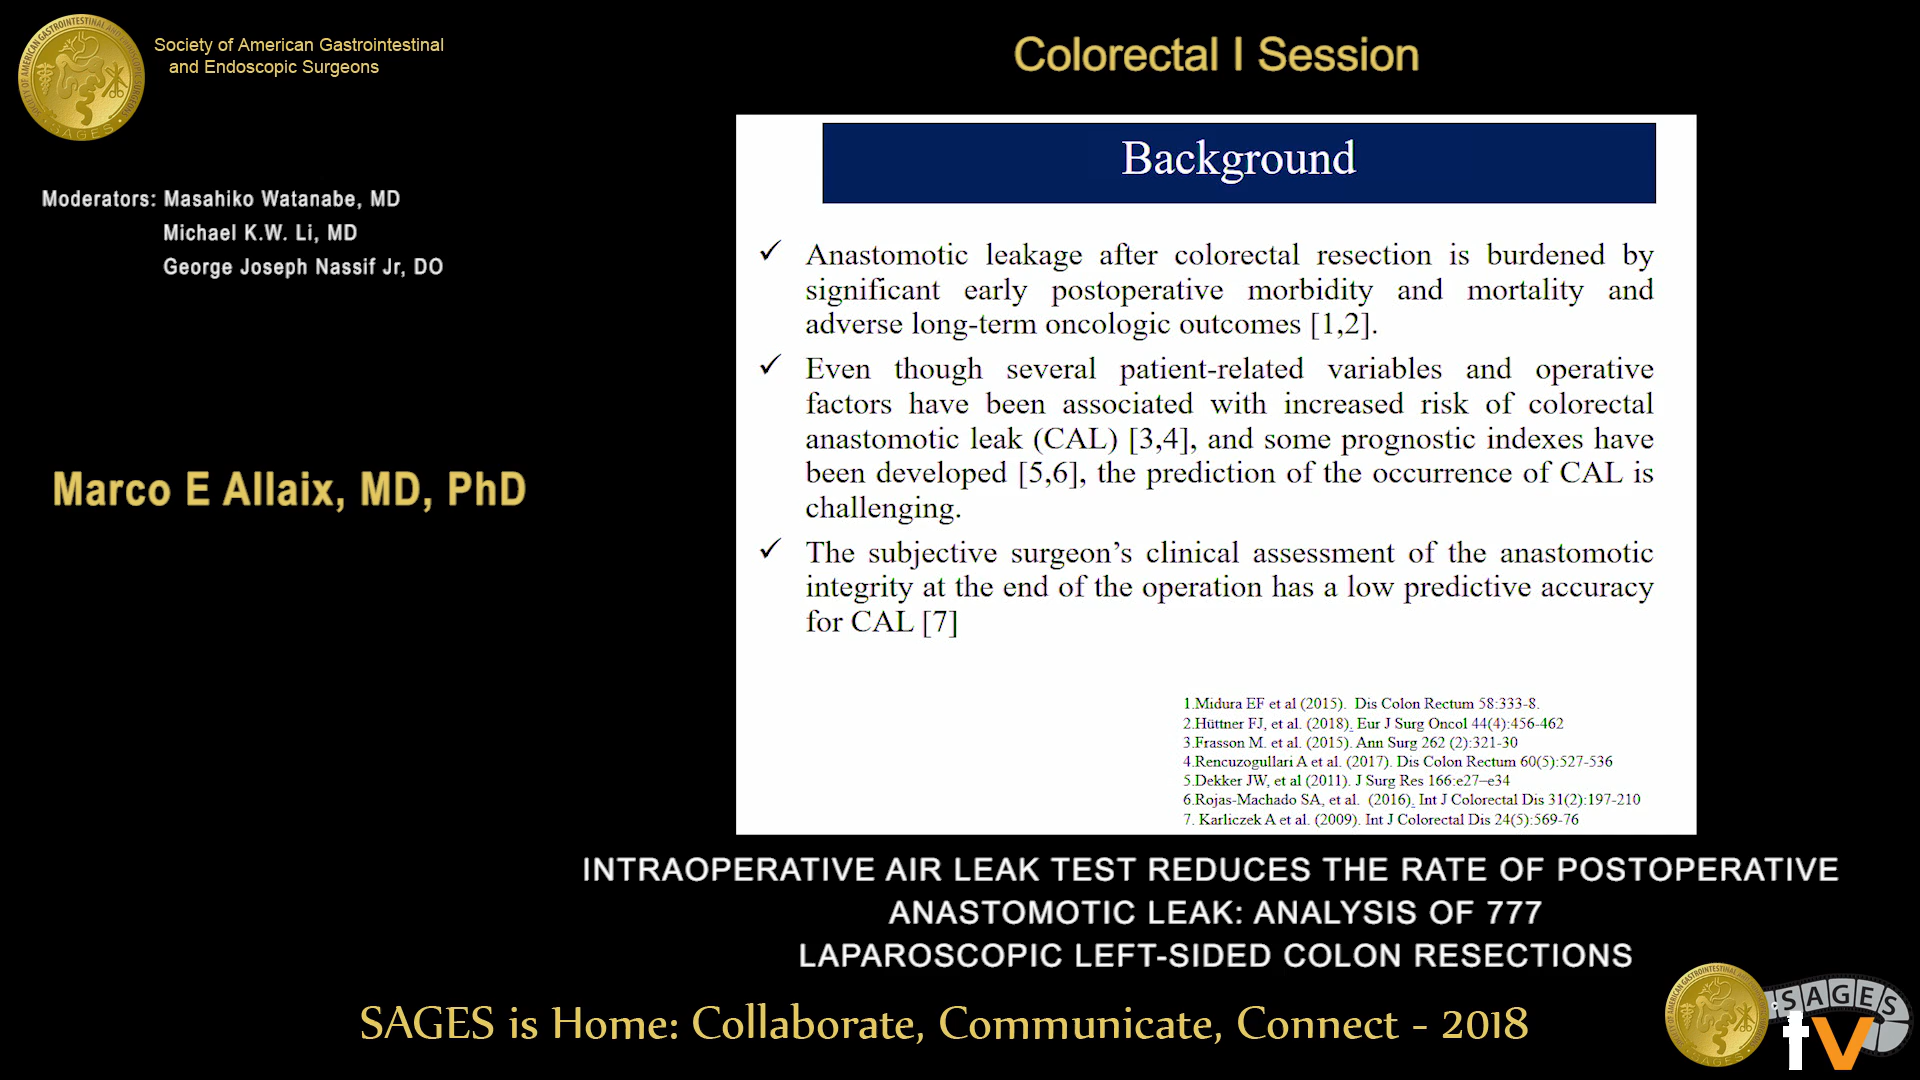 Society of American Gastrointestinal
and Endoscopic Surgeons
Colorectal I Session
Moderators: Masahiko Watanabe, MD
Michael K.W. Li, MD
George Joseph Nassif Jr, DO
Marco E Allaix, MD, PhD
Background
✓ Anastomotic leakage after colorectal resection is burdened by
significant early postoperative morbidity and mortality and
adverse long-term oncologic outcomes [1,2].
✓ Even though several patient-related variables and operative
factors have been associated with increased risk of colorectal
anastomotic leak (CAL) [3,4], and some prognostic indexes have
been developed [5,6], the prediction of the occurrence of CAL is
challenging.
✓ The subjective surgeon's clinical assessment of the anastomotic
integrity at the end of the operation has a low predictive accuracy
for CAL [7]
1.Midura EF et al (2015). Dis Colon Rectum 58:333-8.
2.Hüttner FJ, et al. (2018). Eur J Surg Oncol 44(4):456-462
3.Frasson M. et al. (2015). Ann Surg 262 (2):321-30
4.Rencuzogullari A et al. (2017). Dis Colon Rectum 60(5):527-536
5.Dekker JW, et al (2011). J Surg Res 166:e27–e34
6.Rojas-Machado SA, et al. (2016). Int J Colorectal Dis 31(2):197-210
7. Karliczek A et al. (2009). Int J Colorectal Dis 24(5):569-76
INTRAOPERATIVE AIR LEAK TEST REDUCES THE RATE OF POSTOPERATIVE
ANASTOMOTIC LEAK: ANALYSIS OF 777
LAPAROSCOPIC LEFT-SIDED COLON RESECTIONS
SAGES is Home: Collaborate, Communicate, Connect - 2018
SAGES
tv